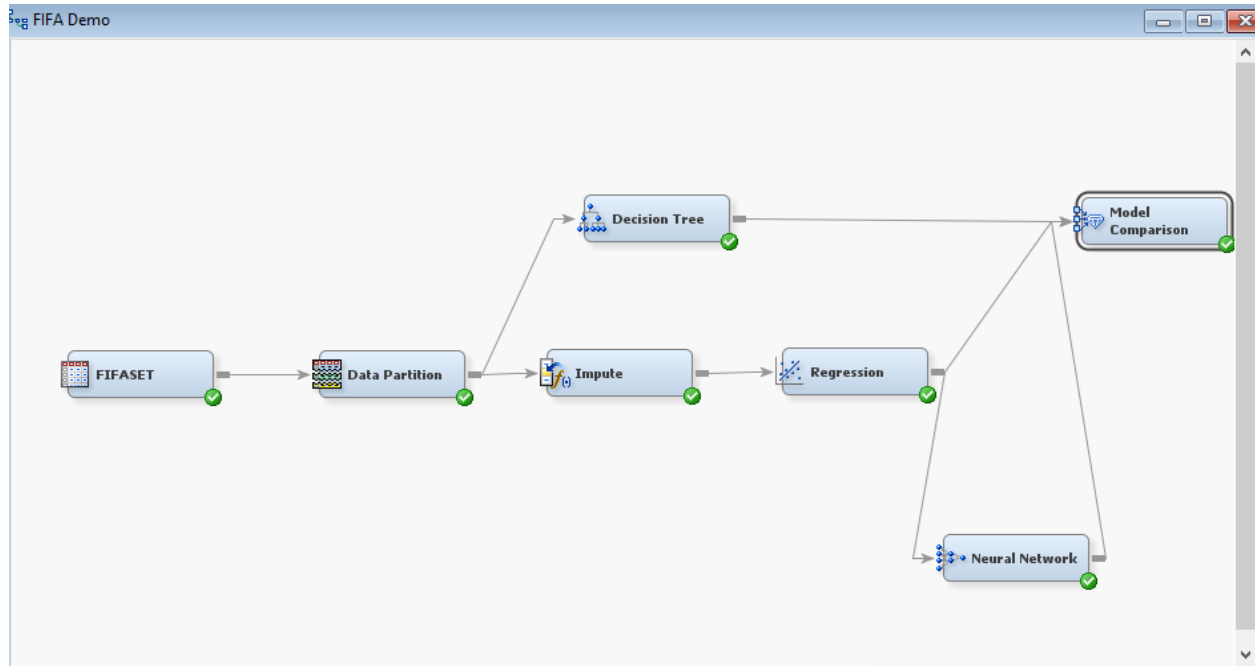 FIFA Demo
Decision Tree
Model
Comparison
FIFASET
Data Partition
Impute
Regression
Neural Network